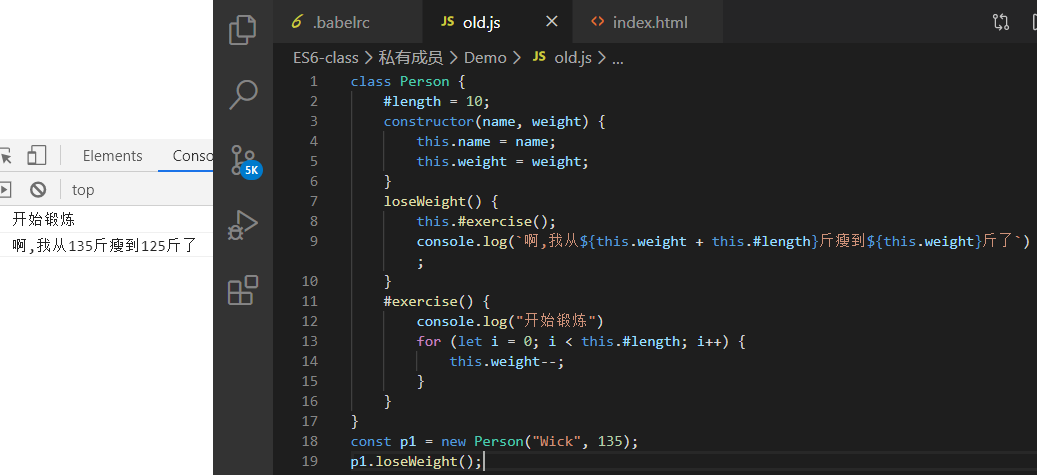 Elements Conso
top
开始锻炼
啊,我从135斤瘦到125斤了
5K
.babelrc JS old.js × <> index.html
ES6-class > 私有成员 > Demo > JS old.js > ...
1 class Person {
2 #length = 10;
3 constructor(name, weight) {
4 this.name = name;
5 this.weight = weight;
6 }
7 loseWeight() {
8 this.#exercise();
9 console.log(`啊,我从${this.weight + this.#length}斤瘦到${this.weight}斤了`)
;
10 }
11 #exercise() {
12 console.log("开始锻炼")
13 for (let i = 0; i < this.#length; i++) {
14 this.weight--;
15 }
16 }
17 }
18 const p1 = new Person("Wick", 135);
19 p1.loseWeight();